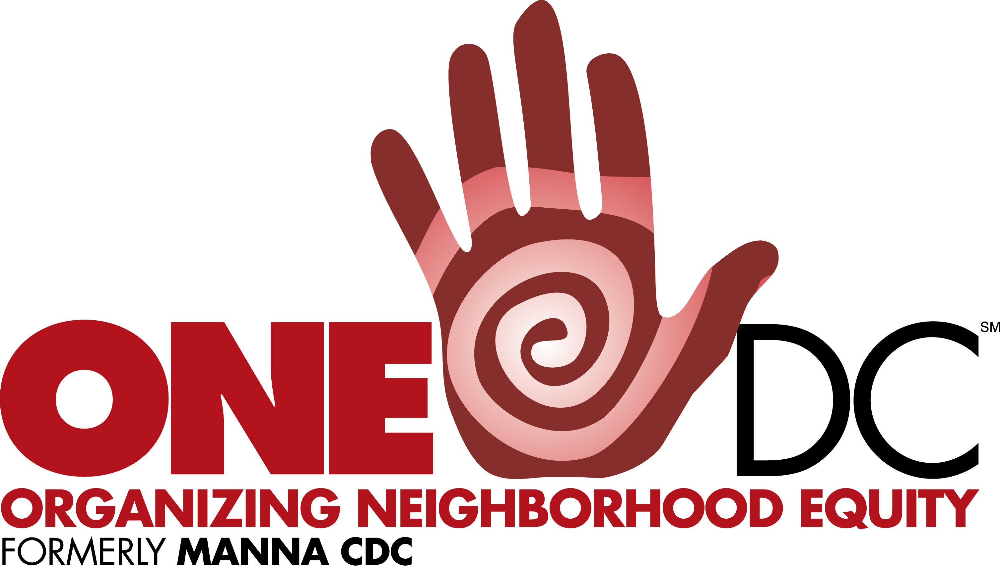 ONE DC SM
ORGANIZING NEIGHBORHOOD EQUITY
FORMERLY MANNA CDC